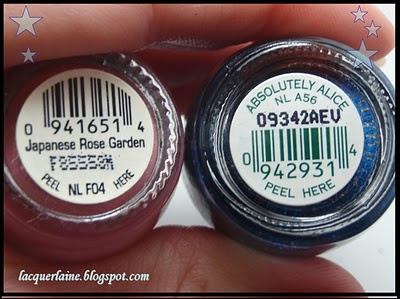 0 941651 4
Japanese Rose Garden
PEEL NL F04 HERE
ABSOLUTELY ALICE
NL A56
09342AEV
0 942931 4
PEEL HERE
lacquerlaine.blogspot.com